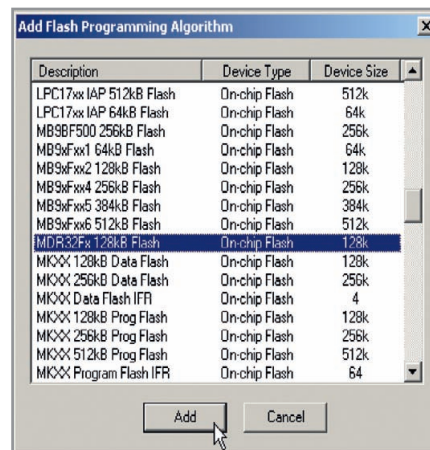 Add Flash Programming Algorithm
Description Device Type Device Size
LPC17xx IAP 512kB Flash On-chip Flash 512k
LPC17xx IAP 64kB Flash On-chip Flash 64k
MB9BF500 256kB Flash On-chip Flash 256k
MB9xFxx1 64kB Flash On-chip Flash 64k
MB9xFxx2 128kB Flash On-chip Flash 128k
MB9xFxx4 256kB Flash On-chip Flash 256k
MB9xFxx5 384kB Flash On-chip Flash 384k
MB9xFxx6 512kB Flash On-chip Flash 512k
MDR32Fx 128kB Flash On-chip Flash 128k
MKXX 128kB Data Flash On-chip Flash 128k
MKXX 256kB Data Flash On-chip Flash 256k
MKXX Data Flash IFR On-chip Flash 4
MKXX 128kB Prog Flash On-chip Flash 128k
MKXX 256kB Prog Flash On-chip Flash 256k
MKXX 512kB Prog Flash On-chip Flash 512k
MKXX Program Flash IFR On-chip Flash 64
Add Cancel